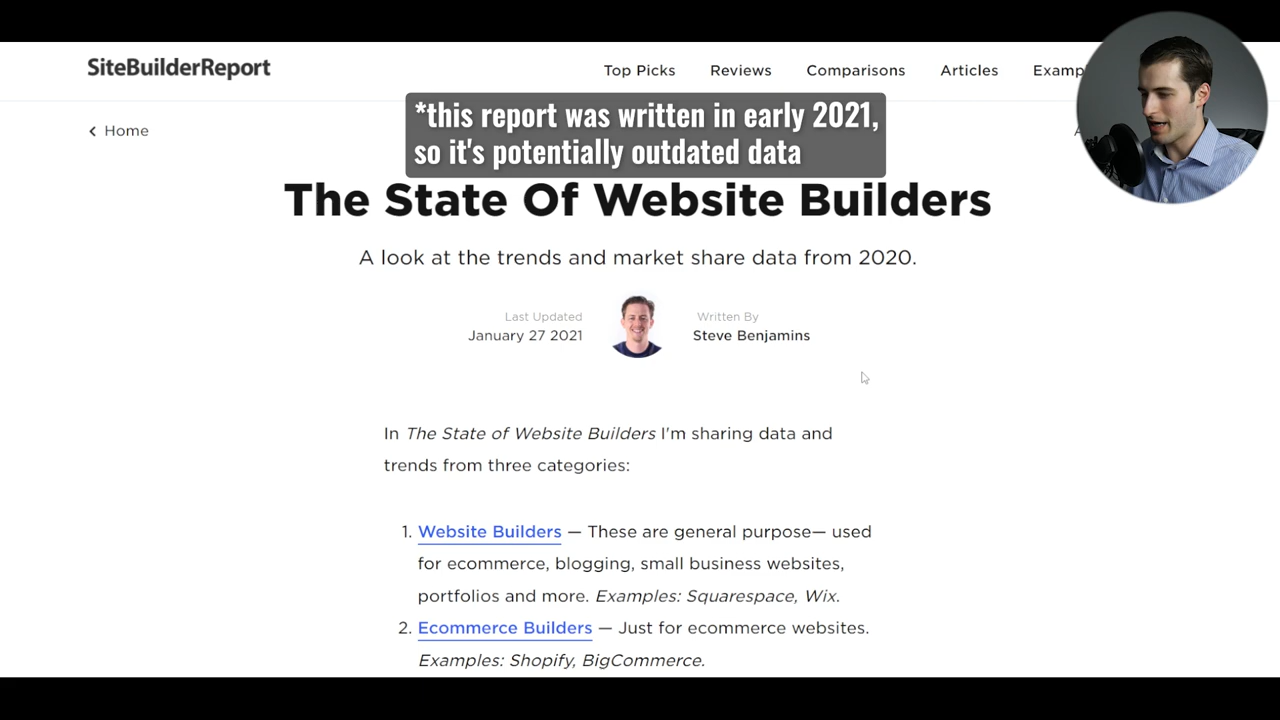 SiteBuilderReport
Top Picks Reviews Comparisons Articles Examp
< Home
*this report was written in early 2021,
so it's potentially outdated data
The State Of Website Builders
A look at the trends and market share data from 2020.
Last Updated
January 27 2021
Written By
Steve Benjamins
In The State of Website Builders I'm sharing data and
trends from three categories:
1. Website Builders — These are general purpose— used
for ecommerce, blogging, small business websites,
portfolios and more. Examples: Squarespace, Wix.
2. Ecommerce Builders — Just for ecommerce websites.
Examples: Shopify, BigCommerce.